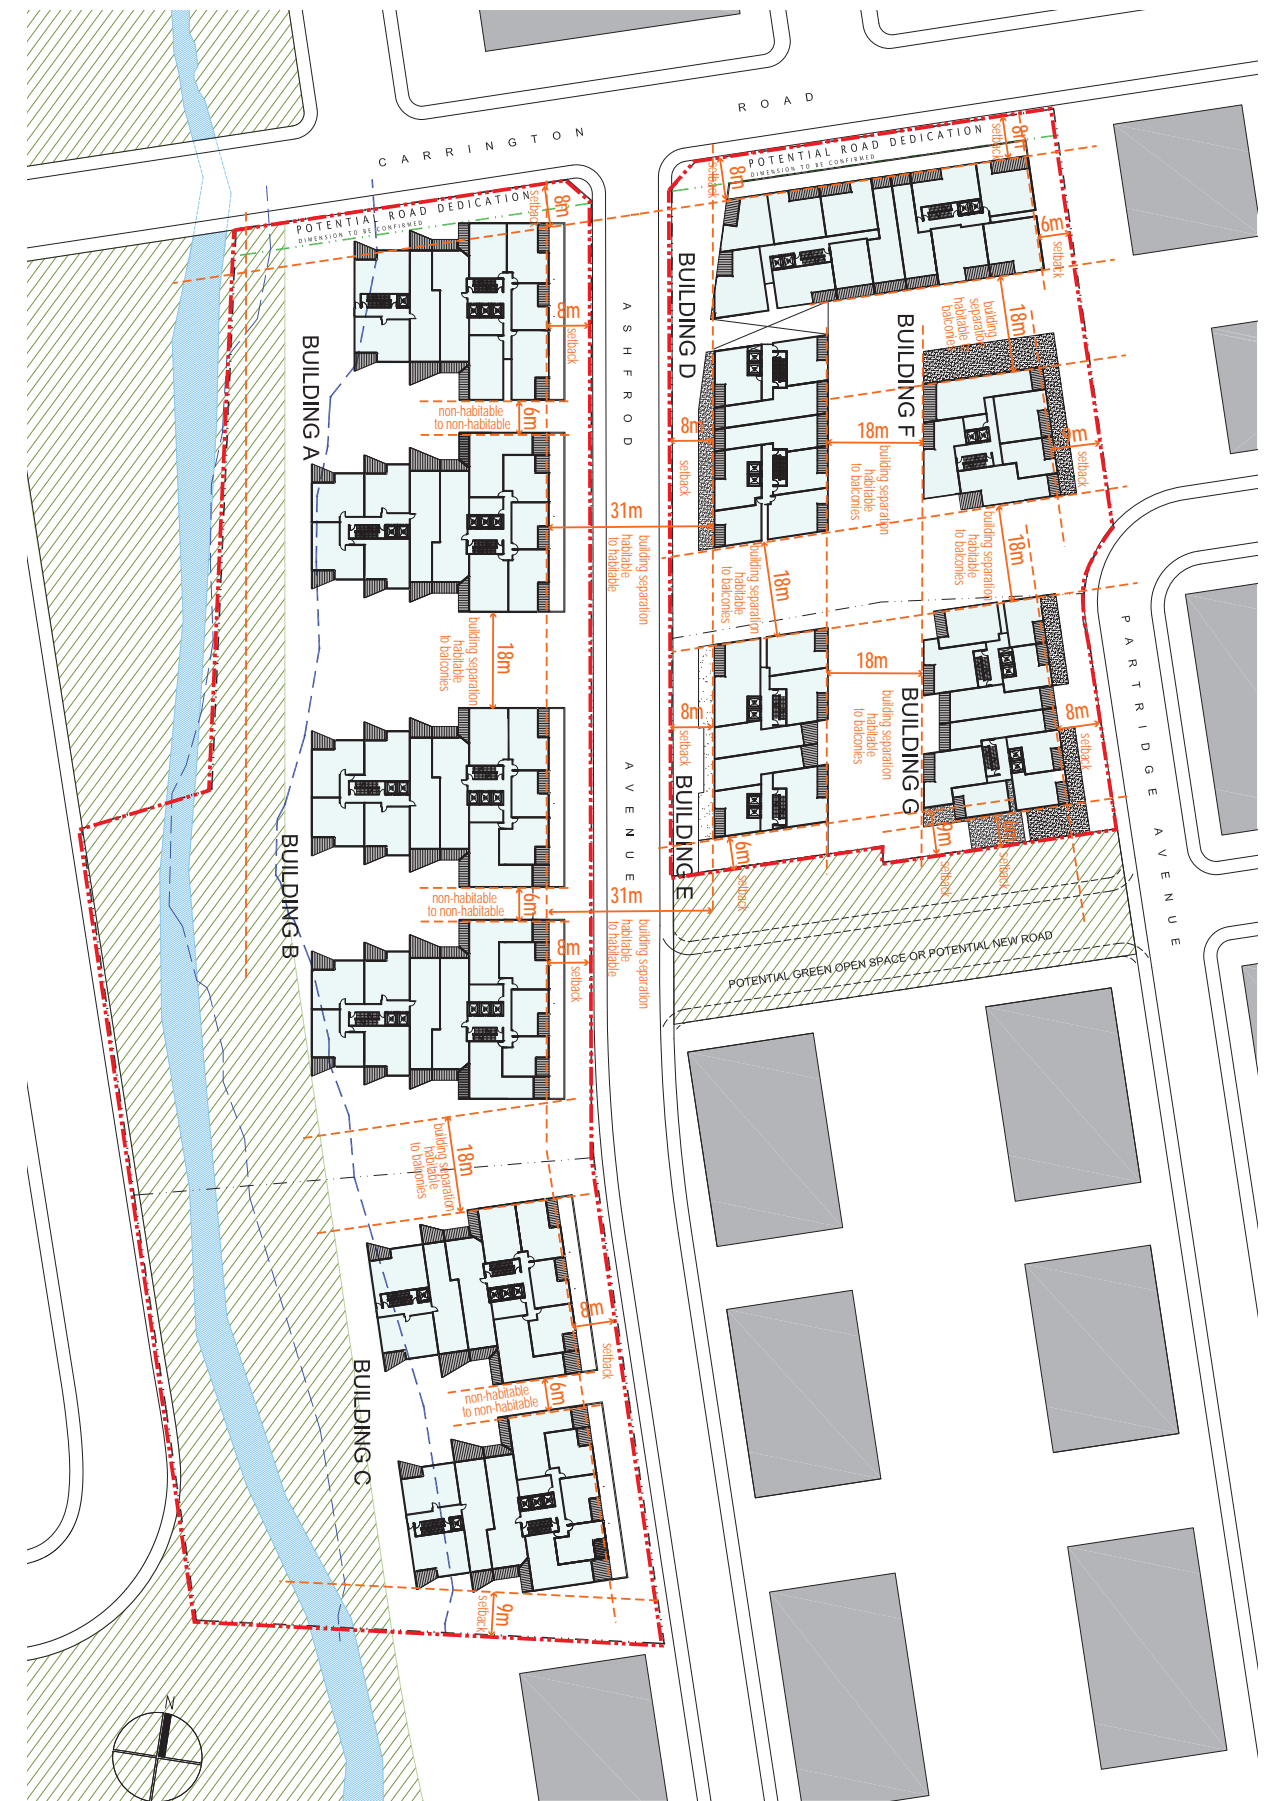 CARRINGTON ROAD
POTENTIAL ROAD DEDICATION
DIMENSION TO BE CONFIRMED
8m
setback
8m
setback
POTENTIAL ROAD DEDICATION
DIMENSION TO BE CONFIRMED
8m
setback
6m
setback
BUILDING A
8m
setback
ASHFROD AVENUE
BUILDING D
BUILDING F
18m
building
separation
habitable
balconies
non-habitable
to non-habitable
6m
8m
setback
18m
building separation
habitable
to balconies
9m
setback
31m
building separation
habitable
to habitable
18m
building separation
habitable
to balconies
18m
building separation
habitable
to balconies
18m
building separation
habitable
to balconies
18m
building separation
habitable
to balconies
8m
setback
BUILDING G
8m
setback
PARTRIDGE AVENUE
BUILDING B
BUILDING E
6m
setback
9m
setback
setback
non-habitable
to non-habitable
6m
31m
building separation
habitable
to habitable
8m
setback
POTENTIAL GREEN OPEN SPACE OR POTENTIAL NEW ROAD
18m
building separation
habitable
to balconies
8m
setback
BUILDING C
non-habitable
to non-habitable
6m
9m
setback
N